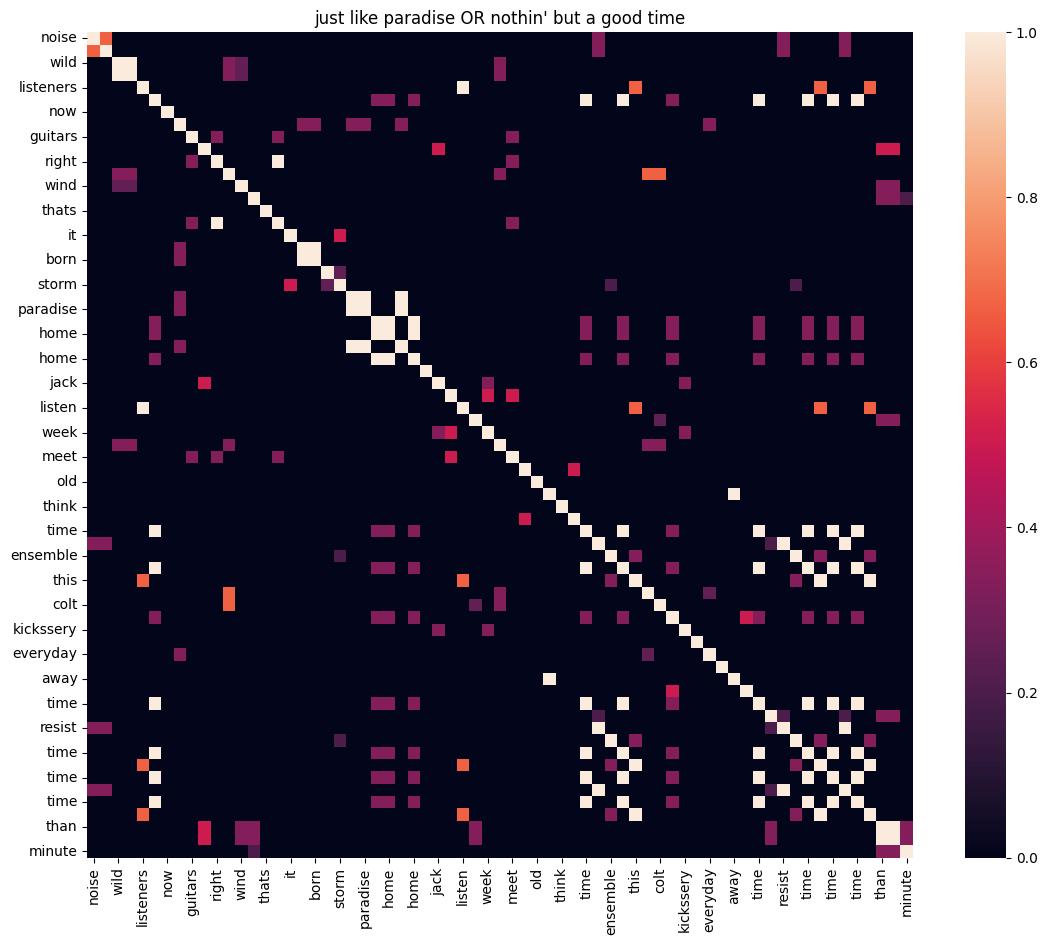 just like paradise OR nothin' but a good time
noise
wild
listeners
now
guitars
right
wind
thats
it
born
storm
paradise
home
home
jack
listen
week
meet
old
think
time
ensemble
this
colt
kickssery
everyday
away
time
resist
time
time
time
than
minute
1.0
0.8
0.6
0.4
0.2
0.0
noise
wild
listeners
now
guitars
right
wind
thats
it
born
storm
paradise
home
home
jack
listen
week
meet
old
think
time
ensemble
this
colt
kickssery
everyday
away
time
resist
time
time
time
than
minute